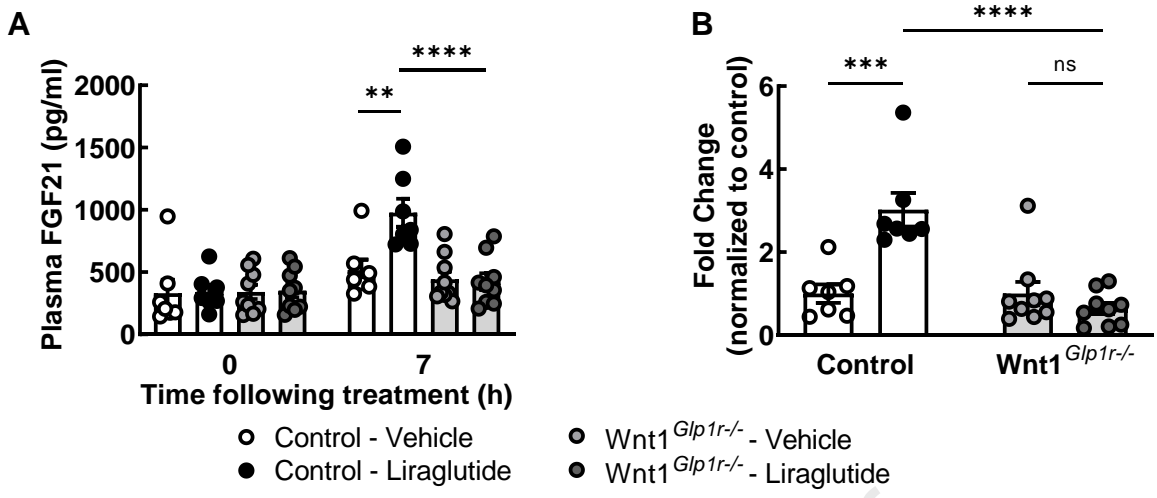 A
Plasma FGF21 (pg/ml)
2000
1500
1000
500
0
**
****
0
7
Time following treatment (h)
B
Fold Change
(normalized to control)
6
4
2
0
***
****
ns
Control
Wnt1Glp1r-/-
Control - Vehicle
Control - Liraglutide
Wnt1Glp1r-/- - Vehicle
Wnt1Glp1r-/- - Liraglutide